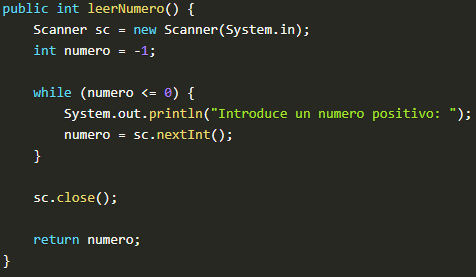 public int leerNumero() {
    Scanner sc = new Scanner(System.in);
    int numero = -1;

    while (numero <= 0) {
        System.out.println("Introduce un numero positivo: ");
        numero = sc.nextInt();
    }

    sc.close();

    return numero;
}